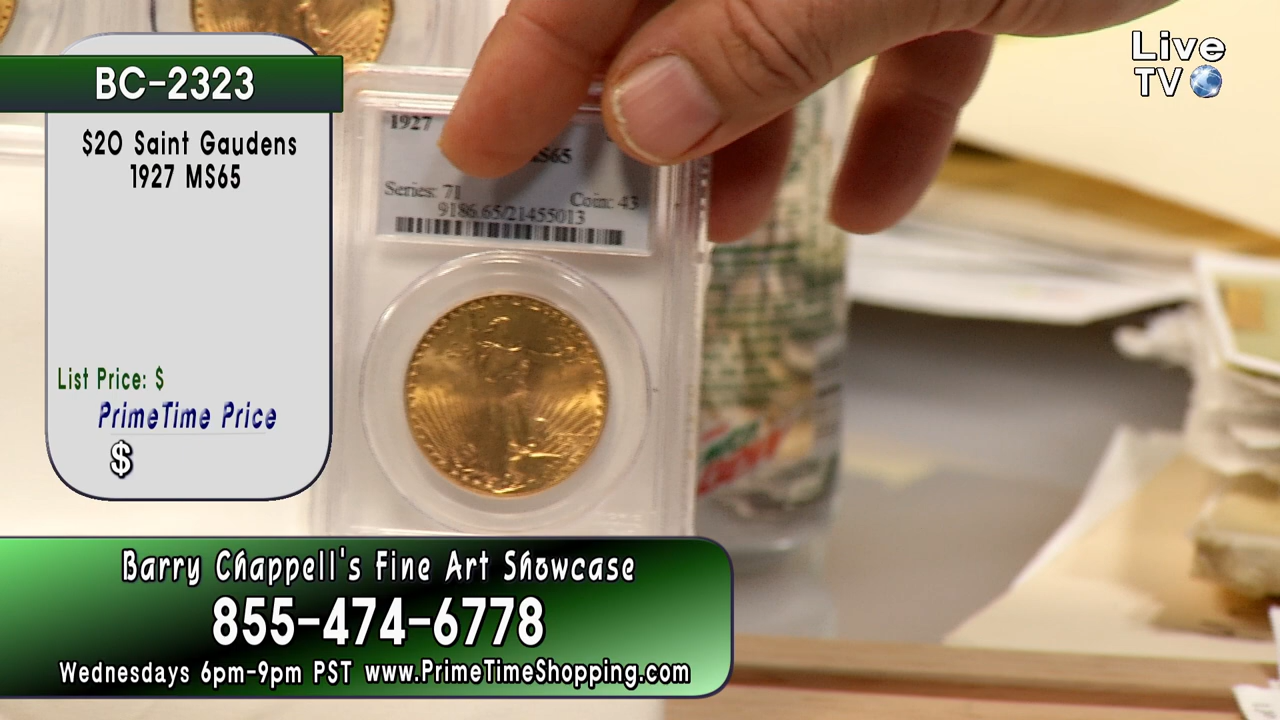 BC-2323
$20 Saint Gaudens
1927 MS65
List Price: $
PrimeTime Price
$
Live
TV
1927
MS65
Series: 71
Coin: 43
9186.65/21455013
Barry Chappell's Fine Art Showcase
855-474-6778
Wednesdays 6pm-9pm PST www.PrimeTimeShopping.com